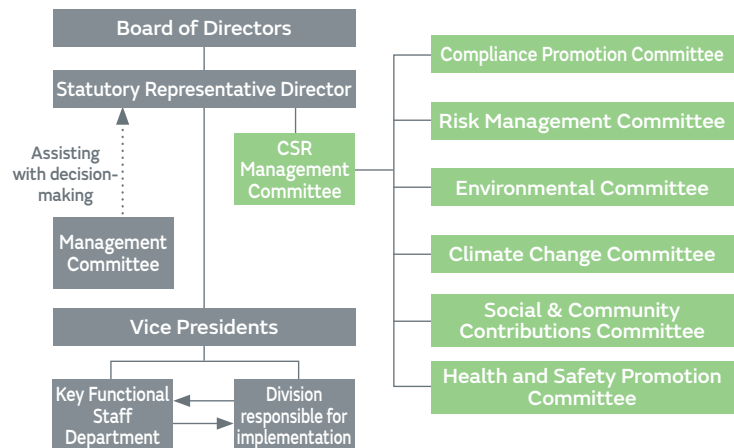 Board of Directors
Statutory Representative Director
Assisting
with decision-
making
Management
Committee
CSR
Management
Committee
Vice Presidents
Key Functional
Staff
Department
Division
responsible for
implementation
Compliance Promotion Committee
Risk Management Committee
Environmental Committee
Climate Change Committee
Social & Community
Contributions Committee
Health and Safety Promotion
Committee